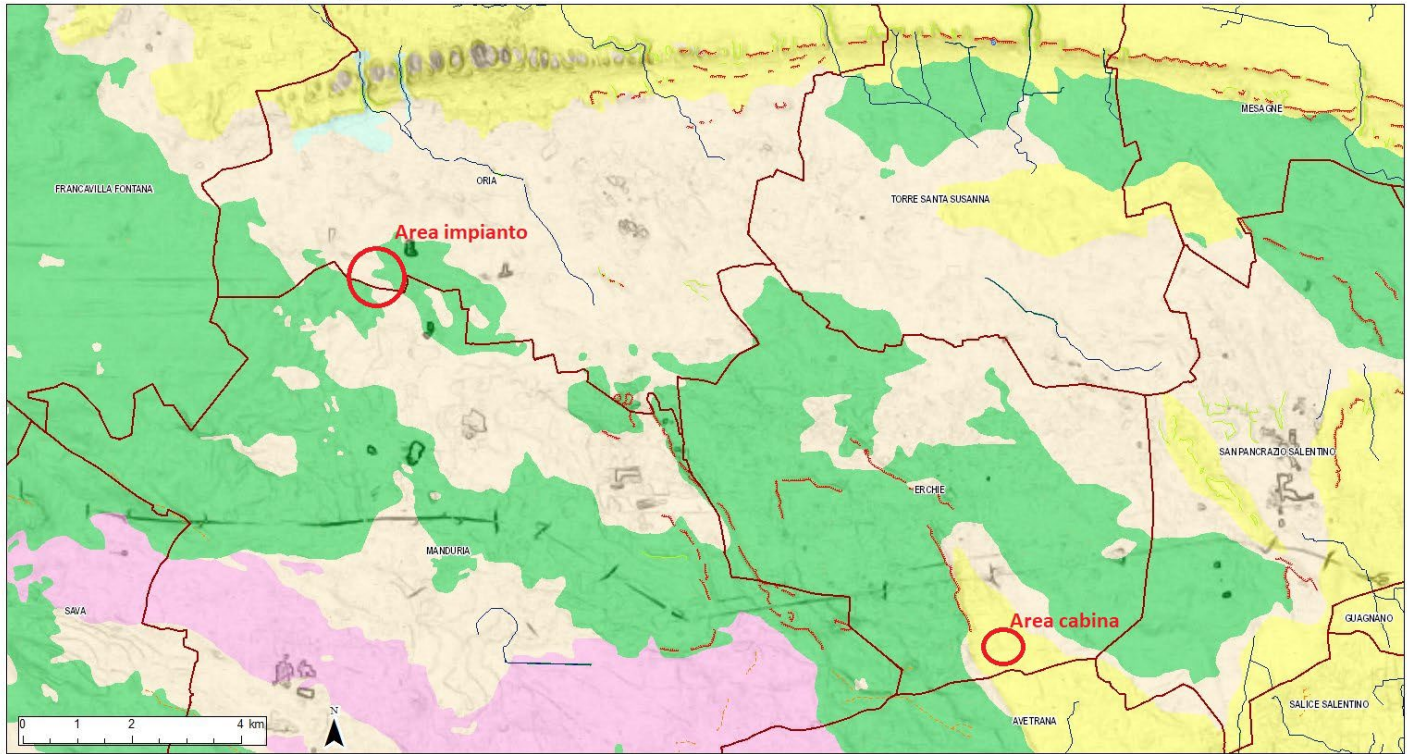 MESAGNE
FRANCAVILLA FONTANA
ORIA
TORRE SANTA SUSANNA
Area impianto
SAN PANCRAZIO SALENTINO
ERCHIE
MANDURIA
SAVA
Area cabina
GUAGNANO
SALICE SALENTINO
AVETRANA
0 1 2 4 km
N